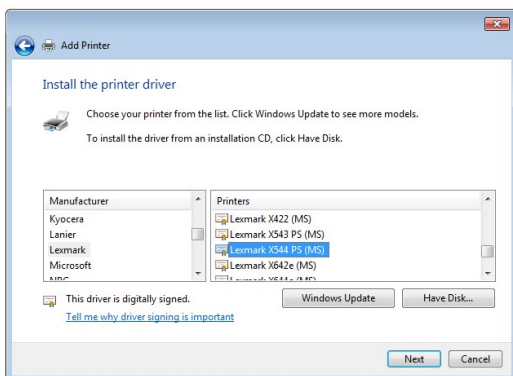 Add Printer
Install the printer driver
Choose your printer from the list. Click Windows Update to see more models.
To install the driver from an installation CD, click Have Disk.
Manufacturer
Kyocera
Lanier
Lexmark
Microsoft
Printers
Lexmark X422 (MS)
Lexmark X543 PS (MS)
Lexmark X544 PS (MS)
Lexmark X642e (MS)
This driver is digitally signed.
Tell me why driver signing is important
Windows Update
Have Disk...
Next
Cancel